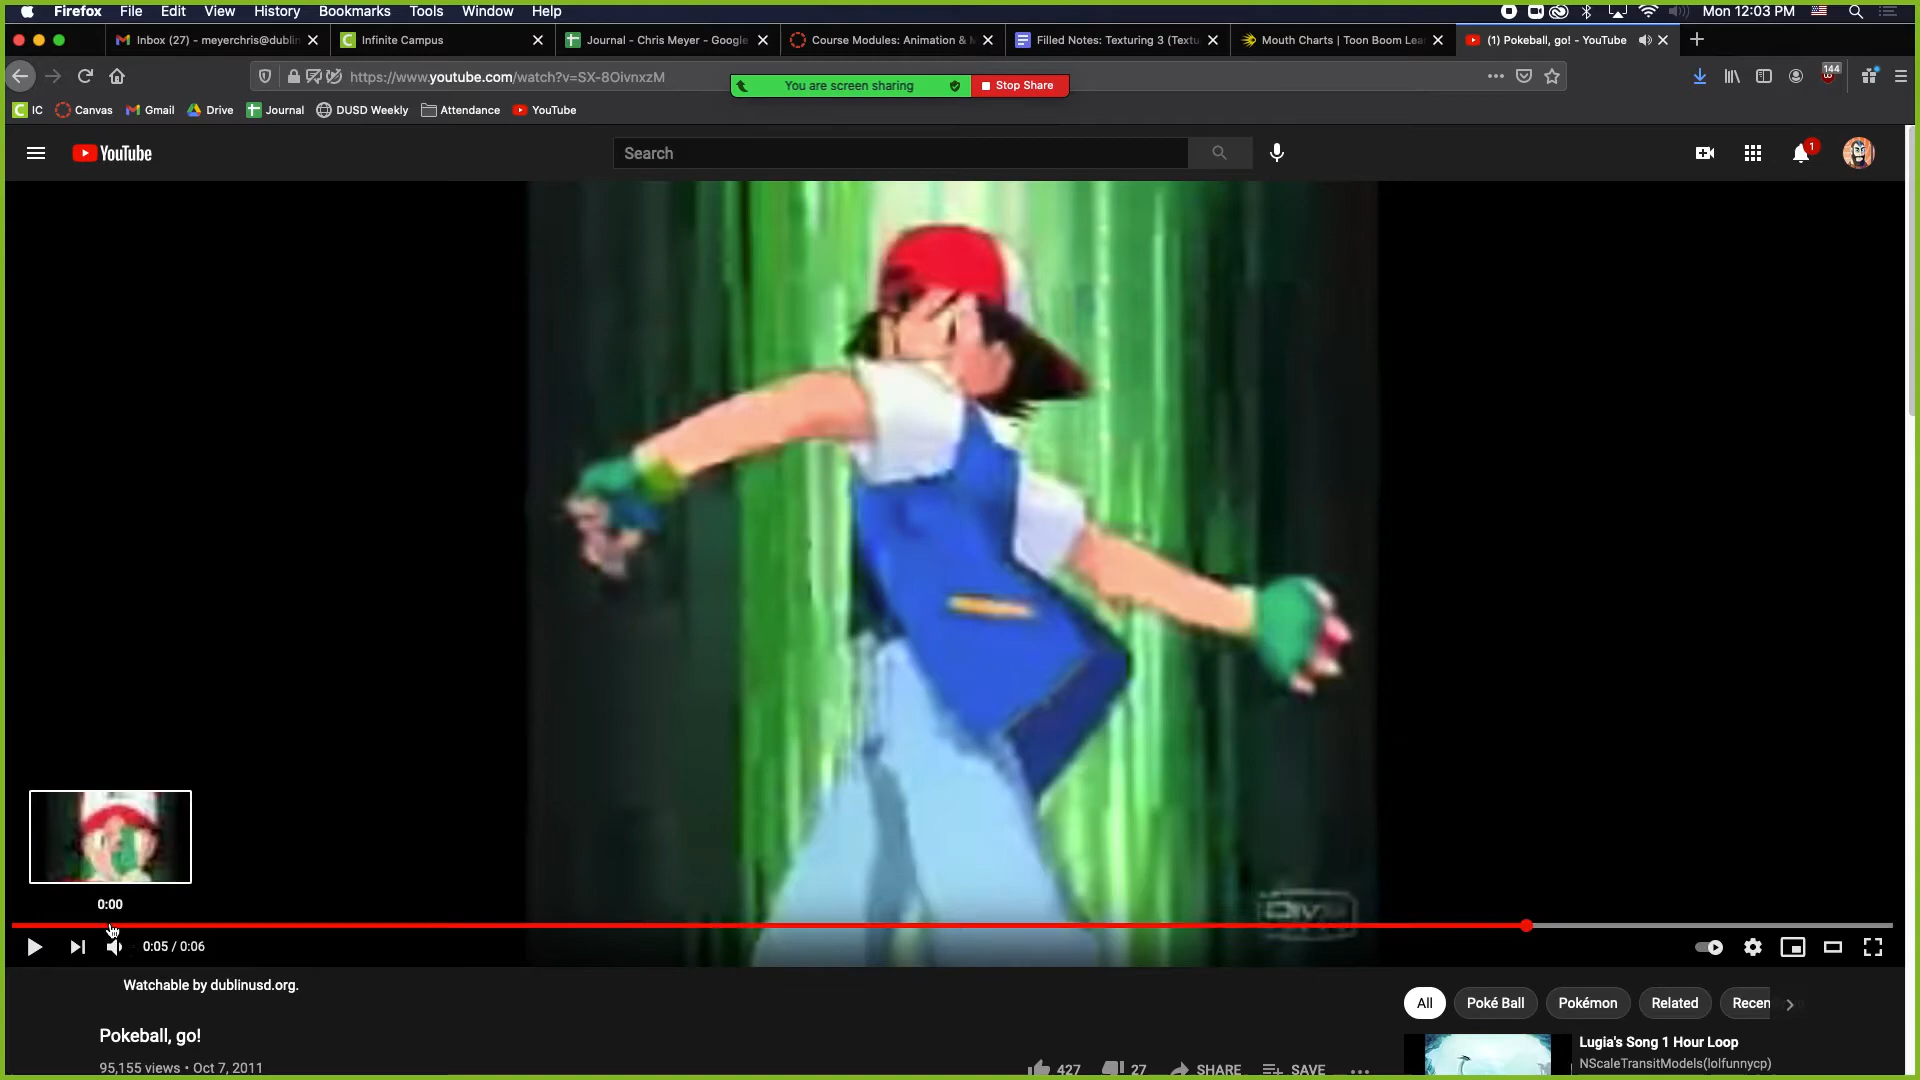 Firefox File Edit View History Bookmarks Tools Window Help Mon 12:03 PM
Inbox (27) - meyerchris@dublin Infinite Campus Journal - Chris Meyer - Google Course Modules: Animation & M Filled Notes: Texturing 3 (Textu Mouth Charts | Toon Boom Lea (1) Pokeball, go! - YouTube
https://www.youtube.com/watch?v=SX-8OivnxzM 144
You are screen sharing Stop Share
IC Canvas Gmail Drive Journal DUSD Weekly Attendance YouTube
YouTube Search 1
DIVX
0:00
0:05 / 0:06
Watchable by dublinusd.org.
All Poké Ball Pokémon Related Recen
Pokeball, go!
Lugia's Song 1 Hour Loop
NScaleTransitModels(lolfunnycp)
95,155 views • Oct 7, 2011 427 27 SHARE SAVE